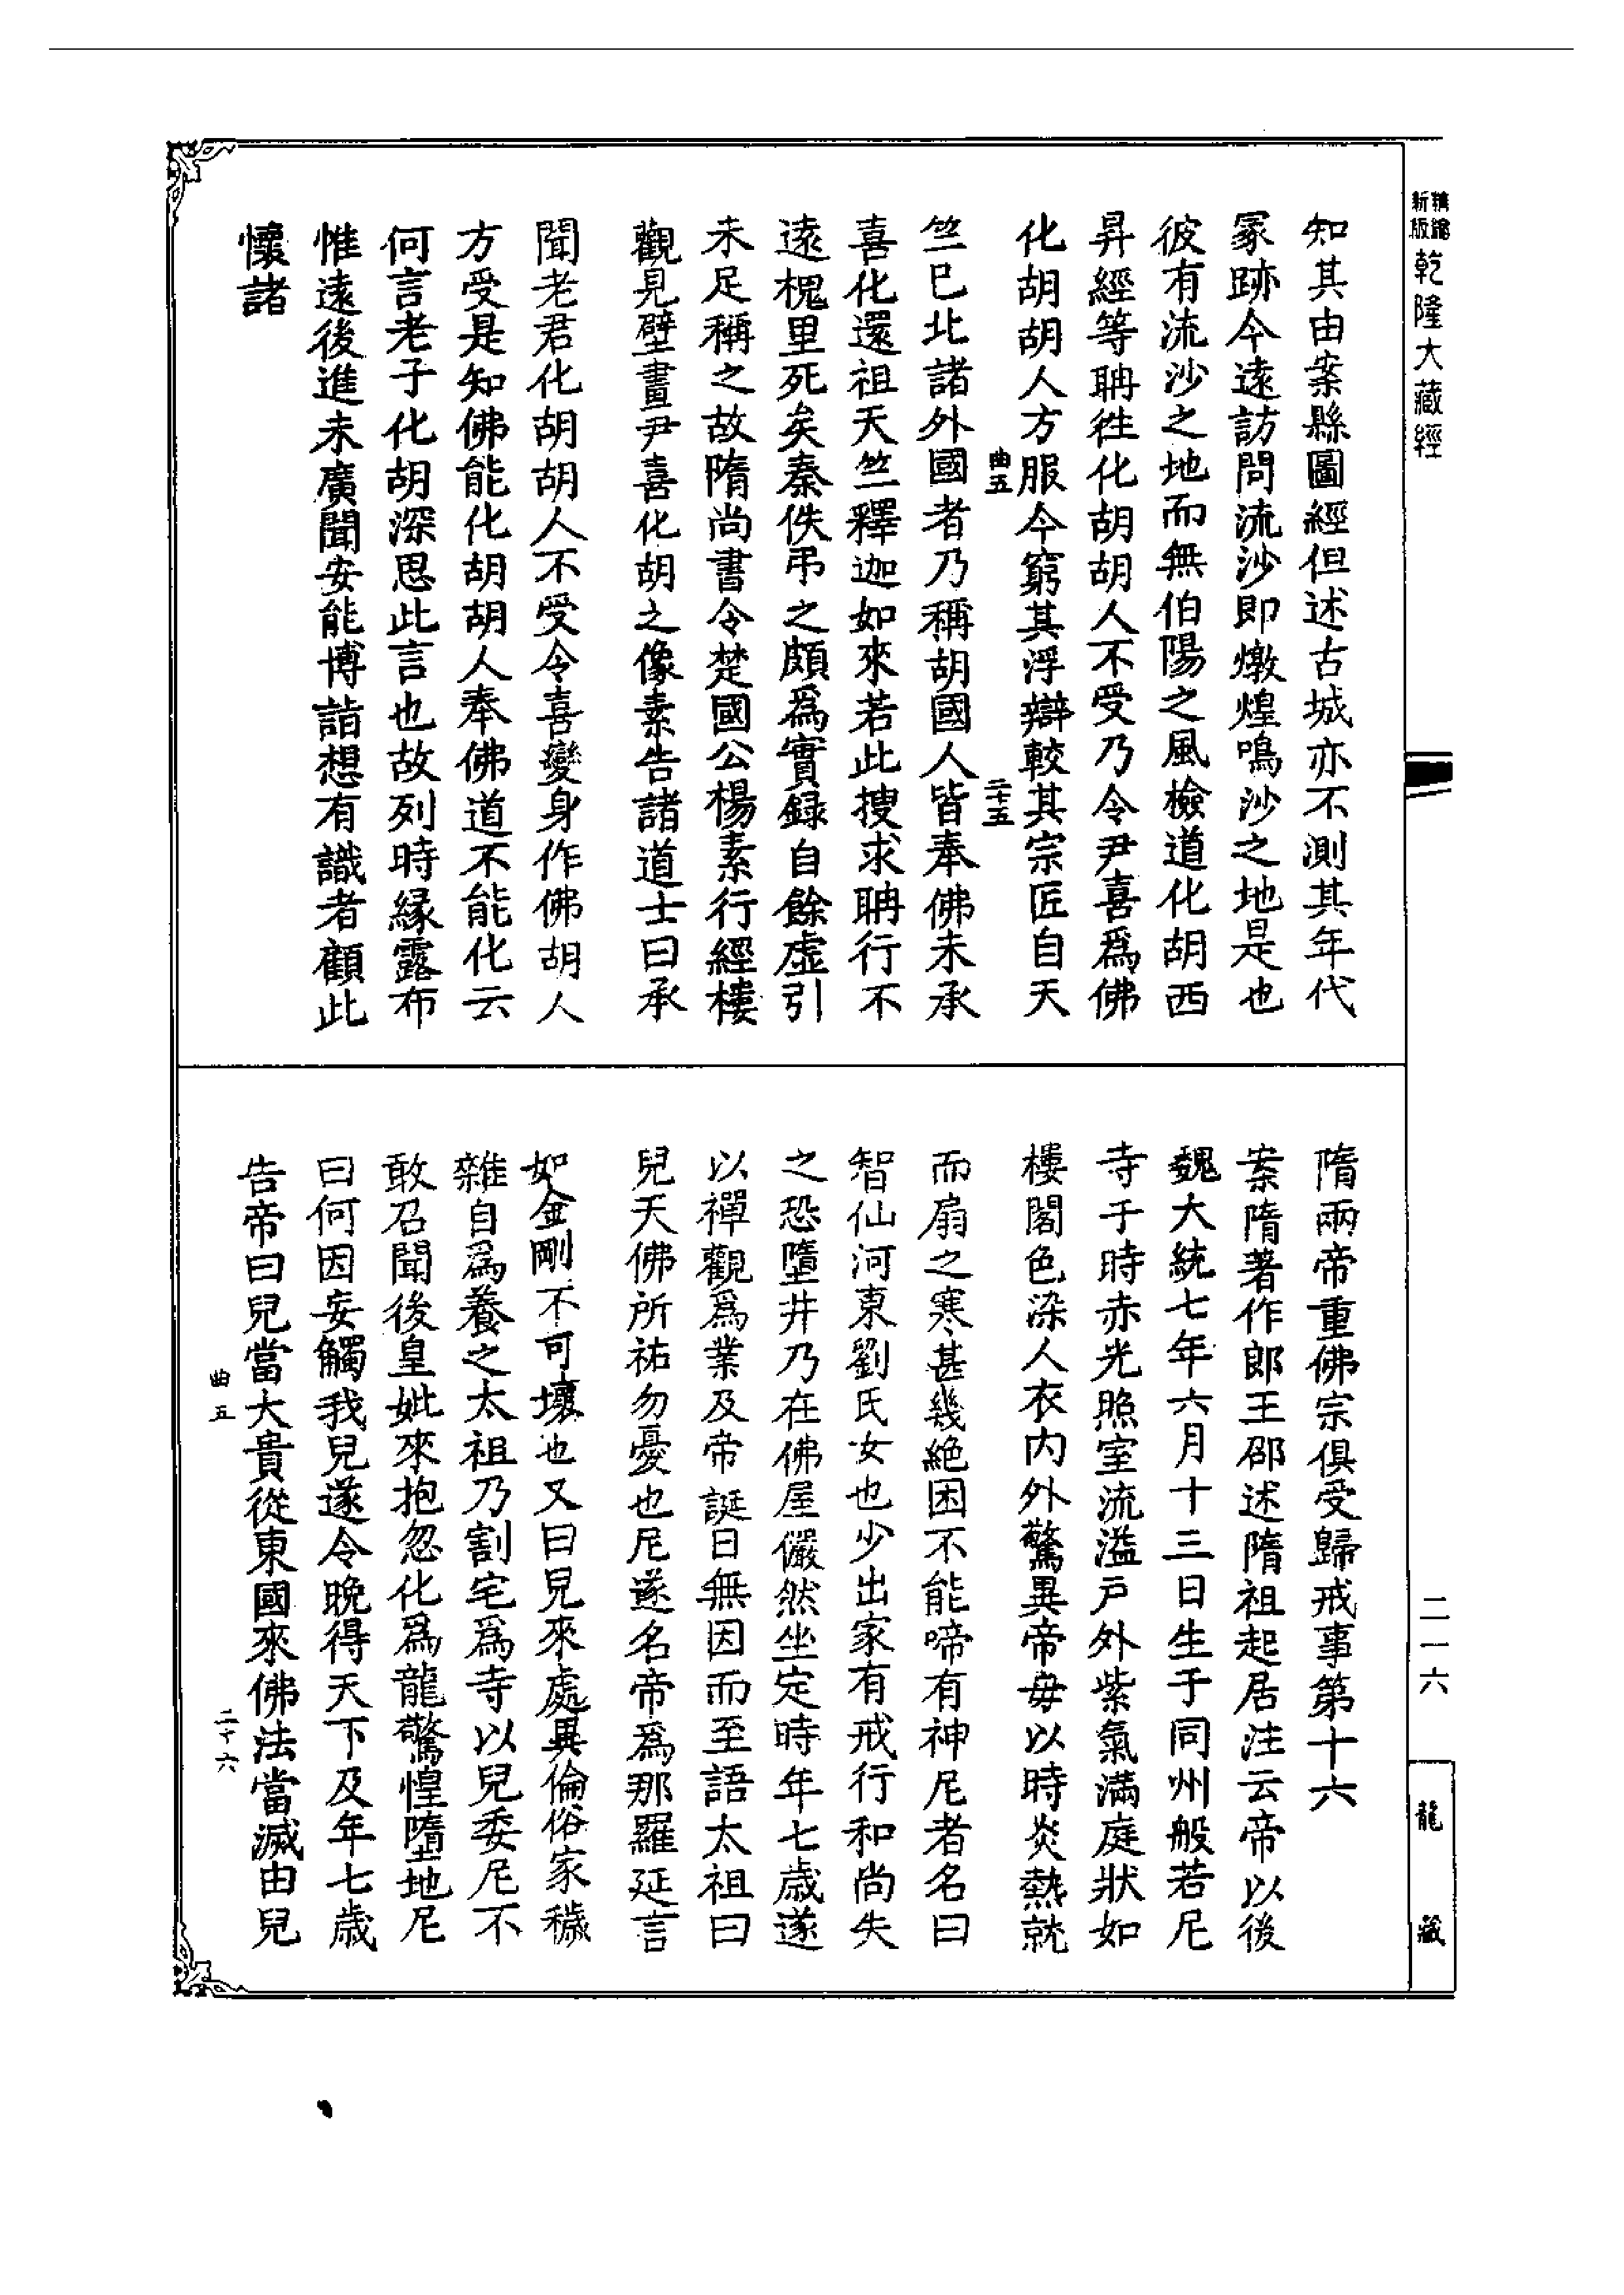 精縮新版
乾隆大藏經
知其由案縣圖經但述古城亦不測其年代
冢跡今遠訪問流沙即燉煌鳴沙之地是也
彼有流沙之地而無伯陽之風檢道化胡西
昇經等聃徃化胡胡人不受乃令尹喜爲佛
化胡胡人方服今窮其浮辯較其宗匠自天
曲五
二十五
竺巳北諸外國者乃稱胡國人皆奉佛未承
喜化還祖天竺釋迦如來若此搜求聃行不
遠槐里死矣秦佚弔之頗爲實録自餘虛引
未足稱之故隋尚書令楚國公楊素行經樓
觀見壁畫尹喜化胡之像素告諸道士曰承
聞老君化胡胡人不受令喜變身作佛胡人
方受是知佛能化胡胡人奉佛道不能化云
何言老子化胡深思此言也故列時縁露布
惟遠後進未廣聞安能博詣想有識者顧此
懷諸
隋兩帝重佛宗俱受歸戒事第十六
案隋著作郎王邵述隋祖起居注云帝以後
魏大統七年六月十三日生于同州般若尼
寺于時赤光照室流溢戸外紫氣滿庭狀如
樓閣色染人衣内外驚異帝毋以時炎熱就
而扇之寒甚幾絶困不能啼有神尼者名曰
智仙河東劉氏女也少出家有戒行和尚失
之恐墮井乃在佛屋儼然坐定時年七歲遂
以禪觀爲業及帝誕日無因而至語太祖曰
兒天佛所祐勿憂也尼遂名帝爲那羅延言
如金剛不可壞也又曰兒來處異倫俗家穢
雜自爲養之太祖乃割宅爲寺以兒委尼不
敢召聞後皇妣來抱忽化爲龍驚惶墮地尼
曰何因妄觸我兒遂令晚得天下及年七歲
告帝曰兒當大貴從東國來佛法當滅由兒
曲五
二十六
二一六
龍藏